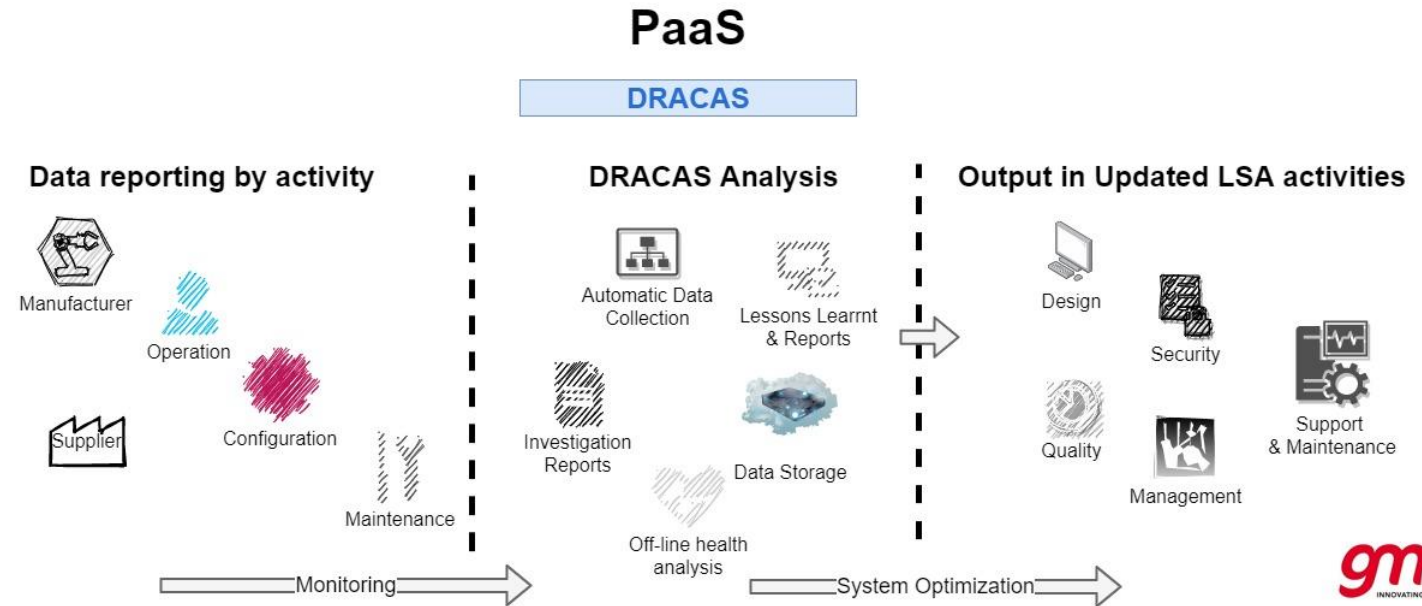 PaaS
DRACAS
Data reporting by activity
Manufacturer
Operation
Configuration
Supplier
Maintenance
DRACAS Analysis
Automatic Data
Collection
Lessons Learrnt
& Reports
Investigation
Reports
Data Storage
Off-line health
analysis
Output in Updated LSA activities
Design
Security
Quality
Management
Support
& Maintenance
Monitoring
System Optimization
gm
INNOVATING